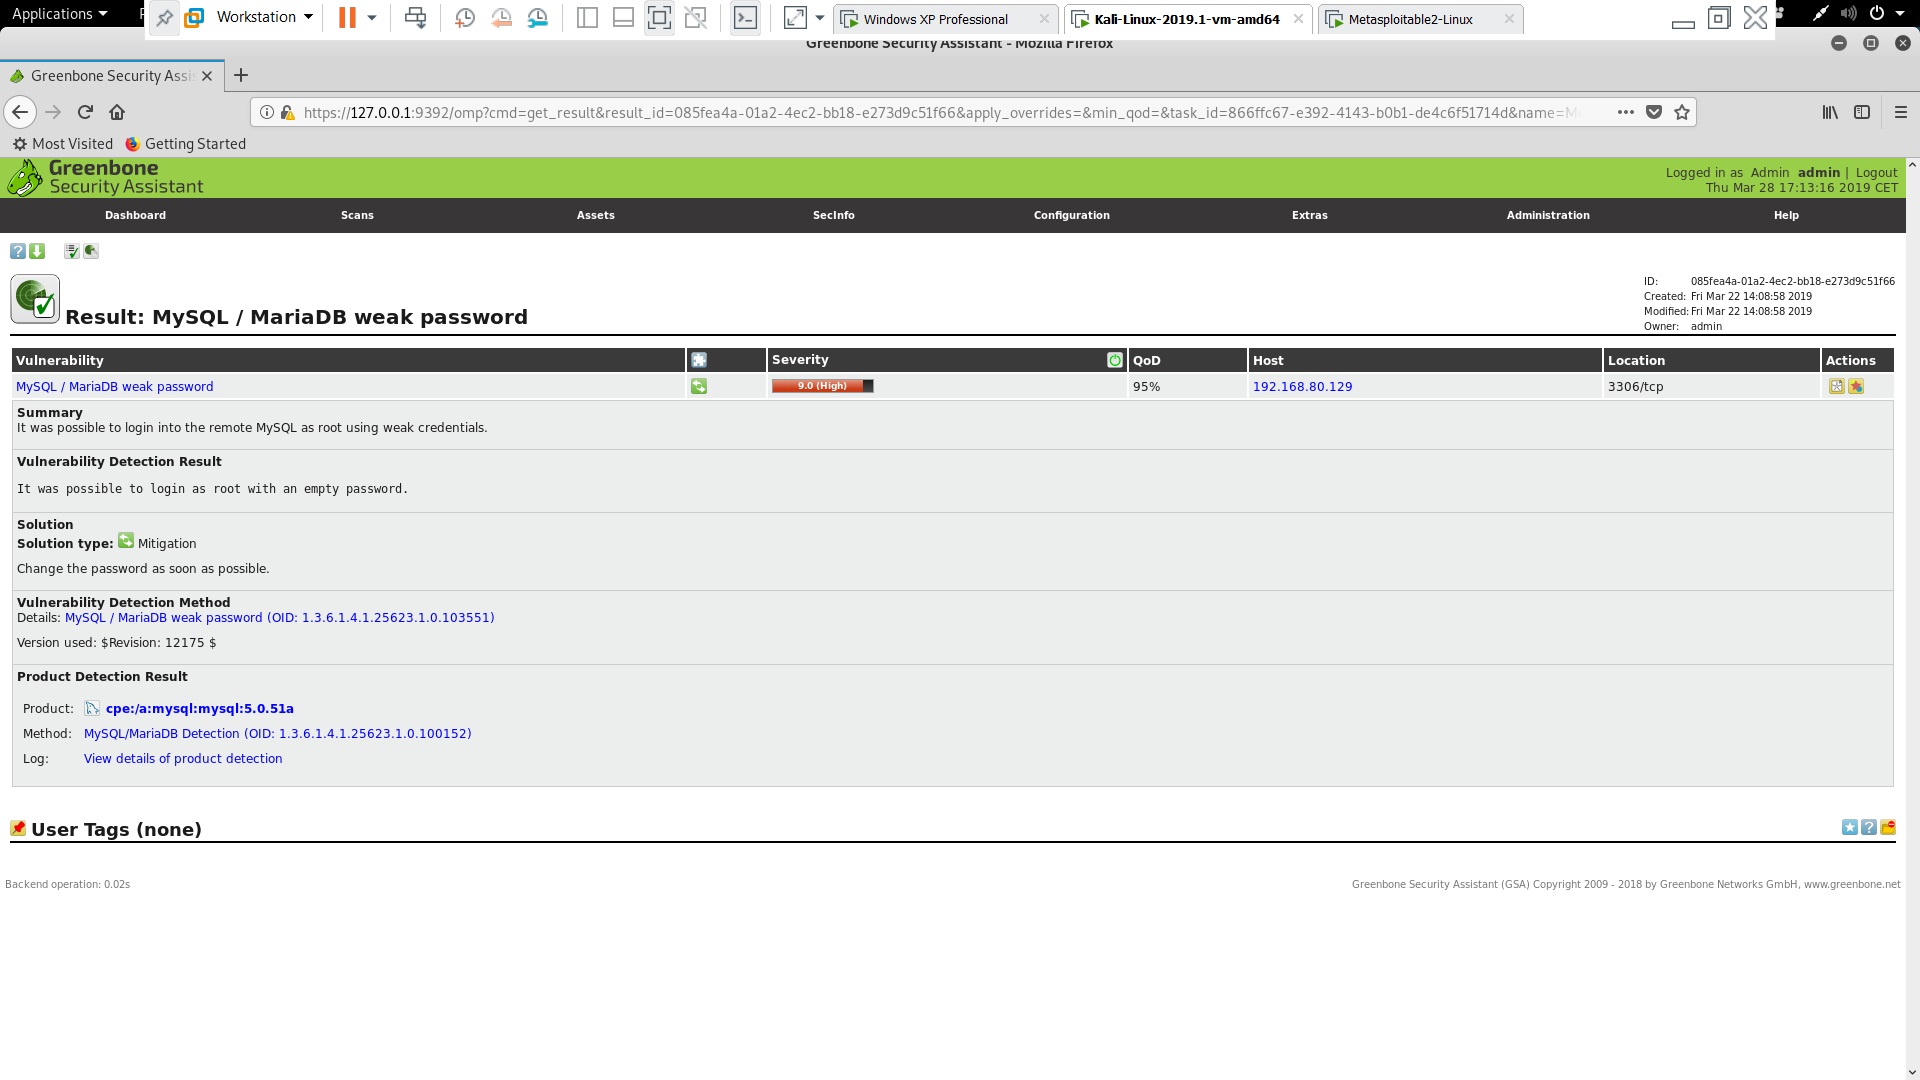 Applications
Workstation
Windows XP Professional
Kali-Linux-2019.1-vm-amd64
Metasploitable2-Linux
Greenbone Security Assistant - Mozilla Firefox
Greenbone Security Assis
https://127.0.0.1:9392/omp?cmd=get_result&result_id=085fea4a-01a2-4ec2-bb18-e273d9c51f66&apply_overrides=&min_qod=&task_id=866ffc67-e392-4143-b0b1-de4c6f51714d&name=M
Most Visited Getting Started
Greenbone
Security Assistant
Logged in as Admin admin | Logout
Thu Mar 28 17:13:16 2019 CET
Dashboard Scans Assets SecInfo Configuration Extras Administration Help
Result: MySQL / MariaDB weak password
ID: 085fea4a-01a2-4ec2-bb18-e273d9c51f66
Created: Fri Mar 22 14:08:58 2019
Modified: Fri Mar 22 14:08:58 2019
Owner: admin
Vulnerability Severity QoD Host Location Actions
MySQL / MariaDB weak password 9.0 (High) 95% 192.168.80.129 3306/tcp
Summary
It was possible to login into the remote MySQL as root using weak credentials.
Vulnerability Detection Result
It was possible to login as root with an empty password.
Solution
Solution type: Mitigation
Change the password as soon as possible.
Vulnerability Detection Method
Details: MySQL / MariaDB weak password (OID: 1.3.6.1.4.1.25623.1.0.103551)
Version used: $Revision: 12175 $
Product Detection Result
Product: cpe:/a:mysql:mysql:5.0.51a
Method: MySQL/MariaDB Detection (OID: 1.3.6.1.4.1.25623.1.0.100152)
Log: View details of product detection
User Tags (none)
Backend operation: 0.02s
Greenbone Security Assistant (GSA) Copyright 2009 - 2018 by Greenbone Networks GmbH, www.greenbone.net